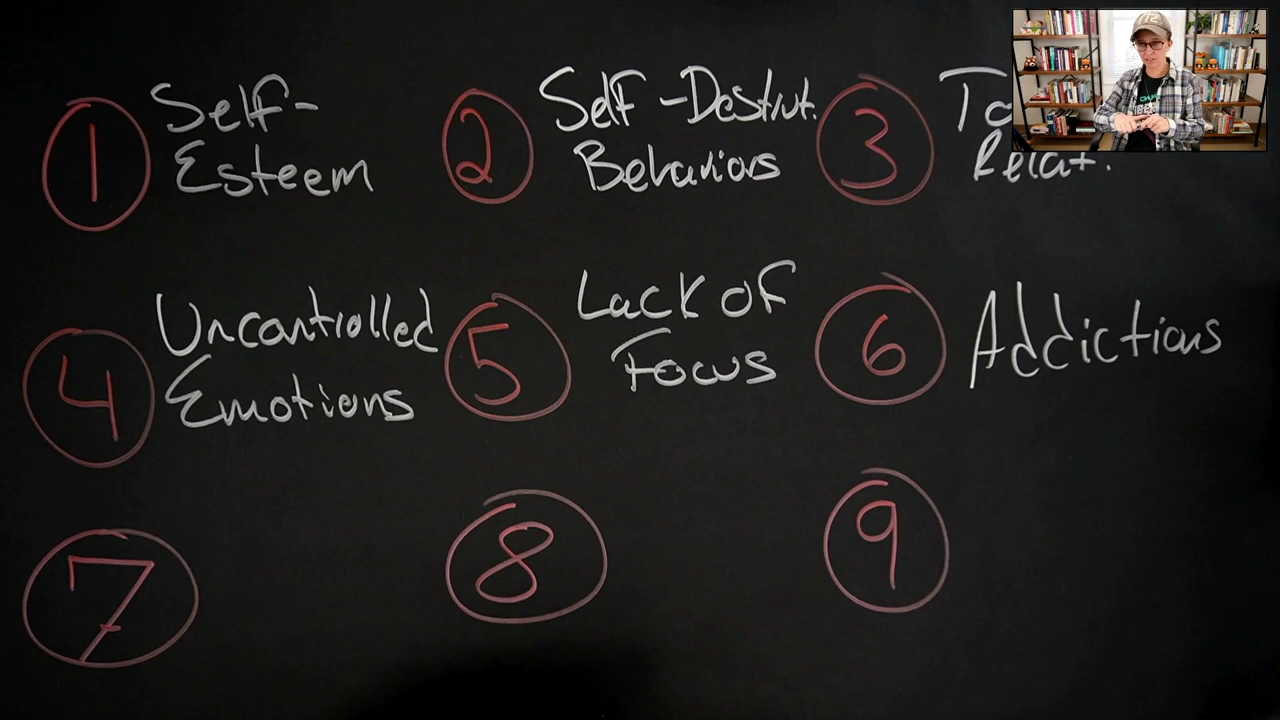 1 Self-
Esteem
2 Self-Destrut.
Behaviors
3
Relat.
4 Uncontrolled
Emotions
5 Lack of
Focus
6 Addictions
7
8
9